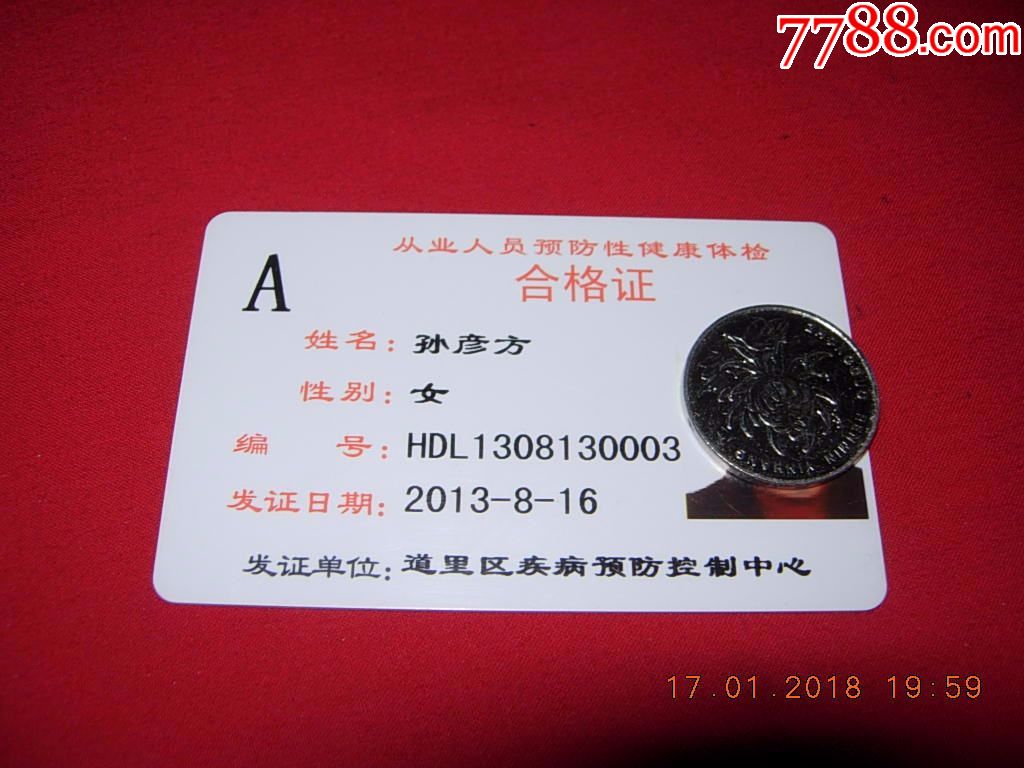 7788.com
从业人员预防性健康体检
合格证
A
姓名：孙彦方
性别：女
编号：HDL1308130003
发证日期：2013-8-16
发证单位：道里区疾病预防控制中心
17.01.2018 19:59